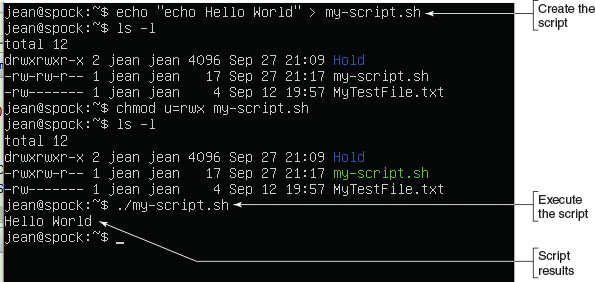 jean@spock:~$ echo "echo Hello World" > my-script.sh
jean@spock:~$ ls -l
total 12
drwxrwxr-x 2 jean jean 4096 Sep 27 21:09 Hold
-rw-rw-r-- 1 jean jean   17 Sep 27 21:17 my-script.sh
-rw------- 1 jean jean    4 Sep 12 19:57 MyTestFile.txt
jean@spock:~$ chmod u=rwx my-script.sh
jean@spock:~$ ls -l
total 12
drwxrwxr-x 2 jean jean 4096 Sep 27 21:09 Hold
-rwxrw-r-- 1 jean jean   17 Sep 27 21:17 my-script.sh
-rw------- 1 jean jean    4 Sep 12 19:57 MyTestFile.txt
jean@spock:~$ ./my-script.sh
Hello World
jean@spock:~$ _
Create the
script
Execute
the script
Script
results